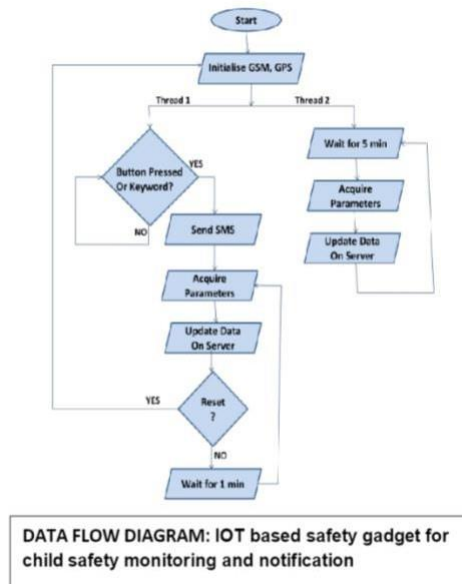 Start
Initialise GSM, GPS
Thread 1
Thread 2
Button Pressed
Or Keyword?
YES
NO
Send SMS
Acquire
Parameters
Update Data
On Server
Reset
?
YES
NO
Wait for 1 min
Wait for 5 min
Acquire
Parameters
Update Data
On Server
DATA FLOW DIAGRAM: IOT based safety gadget for
child safety monitoring and notification